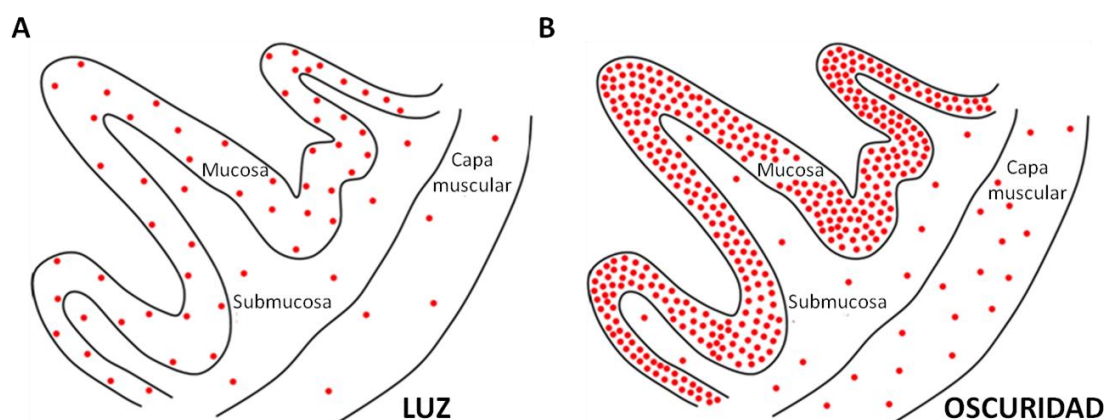 A
Mucosa
Capa
muscular
Submucosa
LUZ
B
Mucosa
Capa
muscular
Submucosa
OSCURIDAD